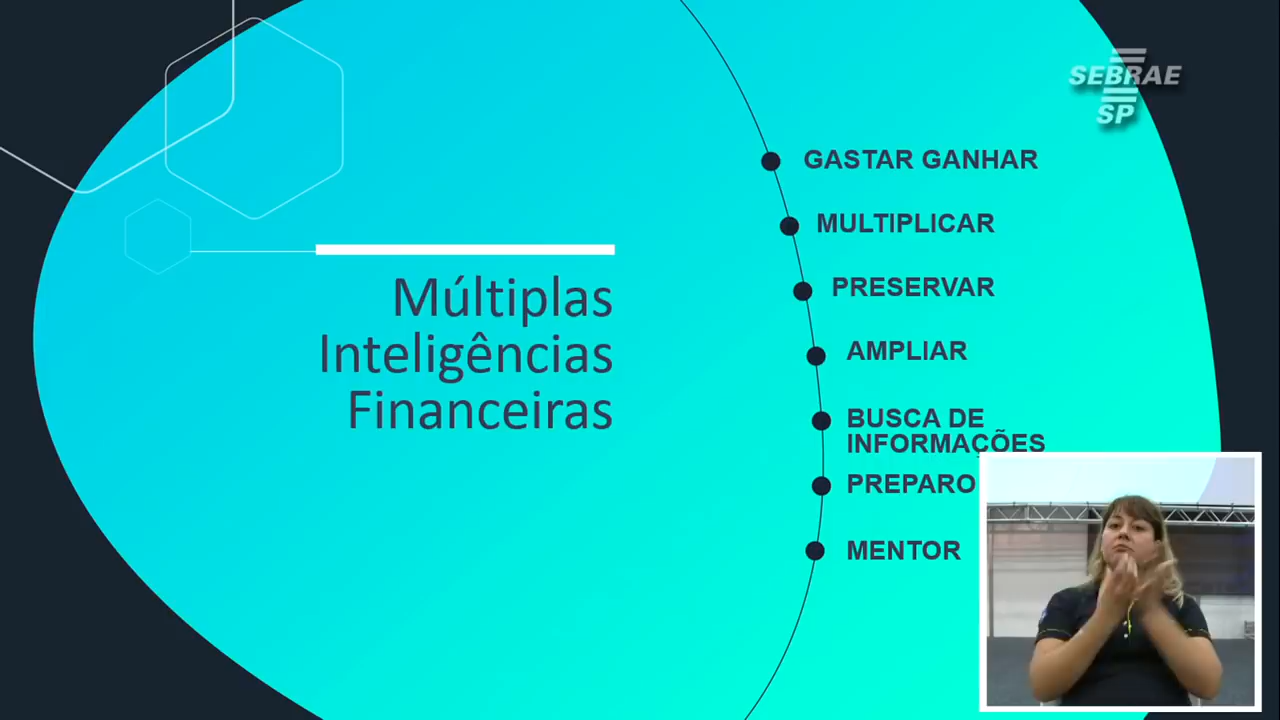 SEBRAE
SP
Múltiplas
Inteligências
Financeiras
GASTAR GANHAR
MULTIPLICAR
PRESERVAR
AMPLIAR
BUSCA DE
INFORMAÇÕES
PREPARO
MENTOR